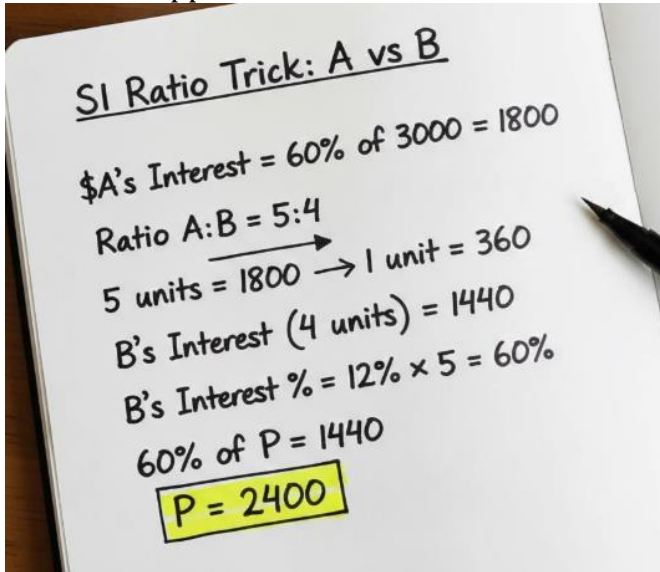 SI Ratio Trick: A vs B
$A's Interest = 60% of 3000 = 1800
Ratio A:B = 5:4
5 units = 1800 → 1 unit = 360
B's Interest (4 units) = 1440
B's Interest % = 12% × 5 = 60%
60% of P = 1440
P = 2400